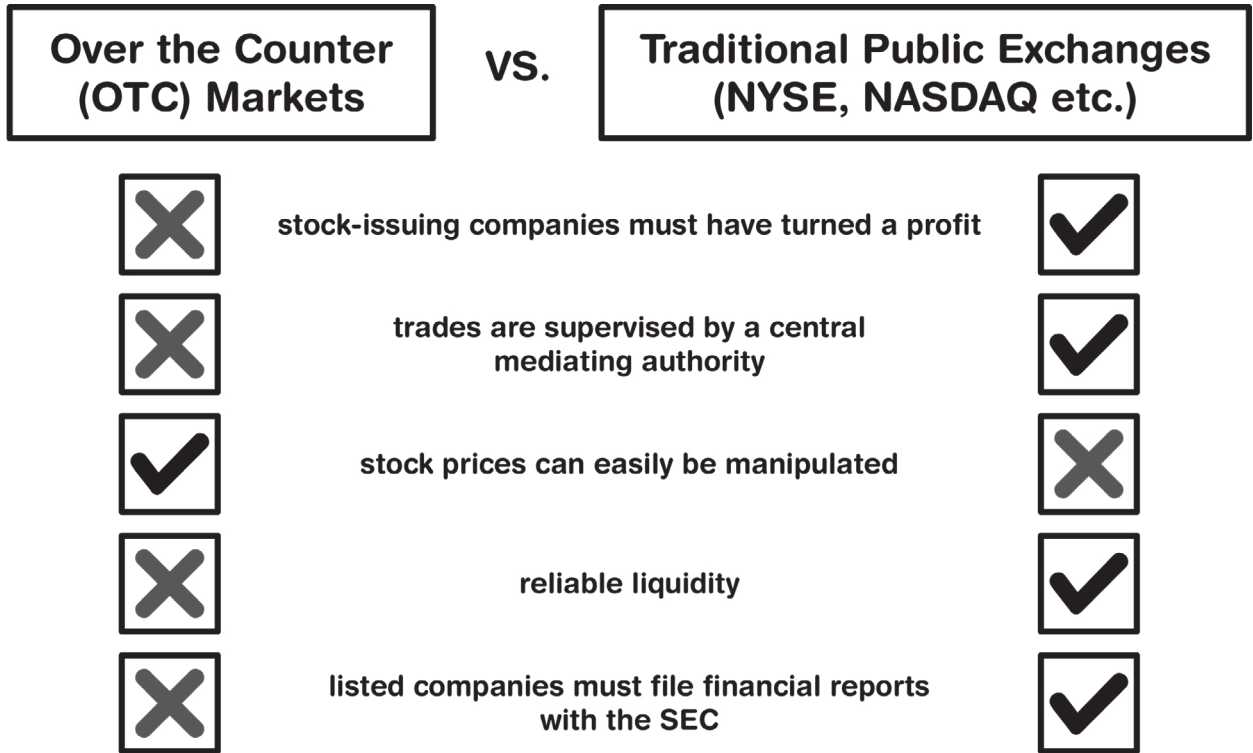 Over the Counter
(OTC) Markets
VS.
Traditional Public Exchanges
(NYSE, NASDAQ etc.)
stock-issuing companies must have turned a profit
trades are supervised by a central
mediating authority
stock prices can easily be manipulated
reliable liquidity
listed companies must file financial reports
with the SEC